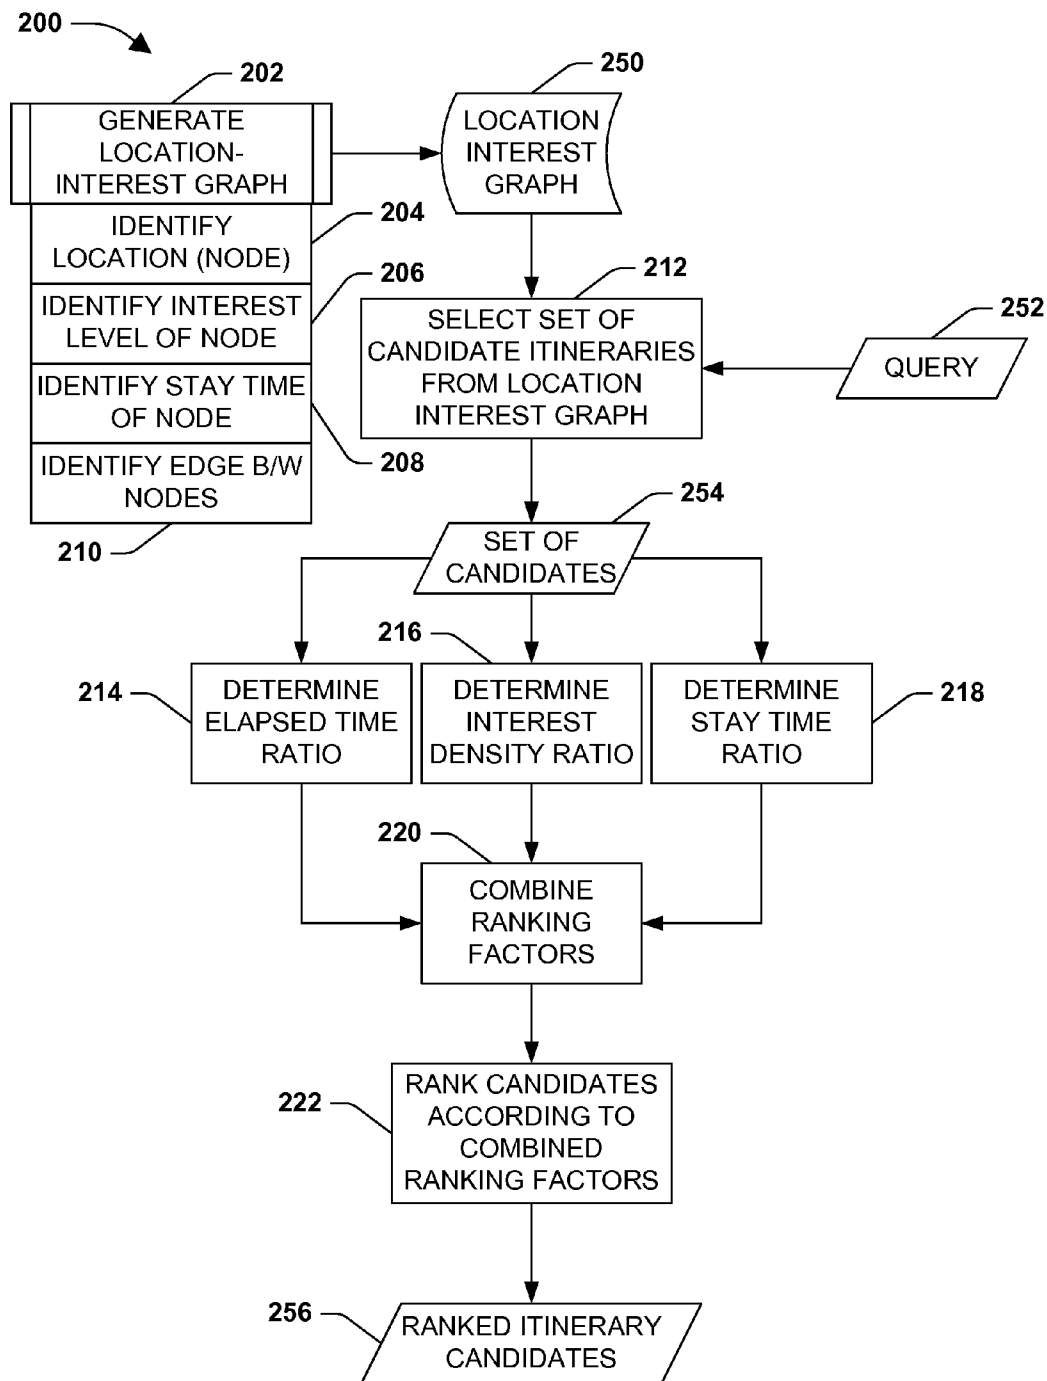 200
202
GENERATE
LOCATION-
INTEREST GRAPH
250
LOCATION
INTEREST
GRAPH
204
IDENTIFY
LOCATION (NODE)
206
IDENTIFY INTEREST
LEVEL OF NODE
IDENTIFY STAY TIME
OF NODE
208
IDENTIFY EDGE B/W
NODES
210
212
SELECT SET OF
CANDIDATE ITINERARIES
FROM LOCATION
INTEREST GRAPH
252
QUERY
254
SET OF
CANDIDATES
214
DETERMINE
ELAPSED TIME
RATIO
216
DETERMINE
INTEREST
DENSITY RATIO
DETERMINE
STAY TIME
RATIO
218
220
COMBINE
RANKING
FACTORS
222
RANK CANDIDATES
ACCORDING TO
COMBINED
RANKING FACTORS
256
RANKED ITINERARY
CANDIDATES